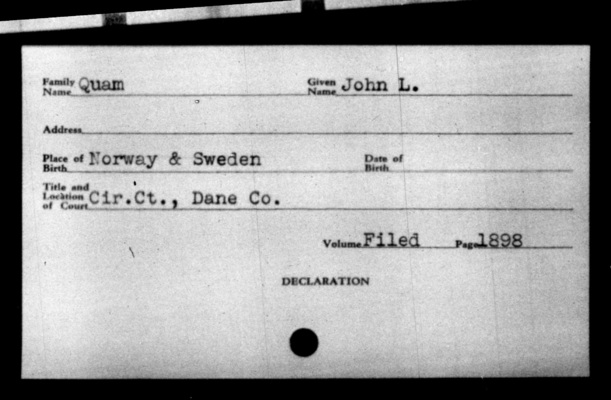 Family Name Quam Given Name John L.
Address
Place of Birth Norway & Sweden Date of Birth
Title and Location of Court Cir.Ct., Dane Co.
Volume Filed Page 1898
DECLARATION